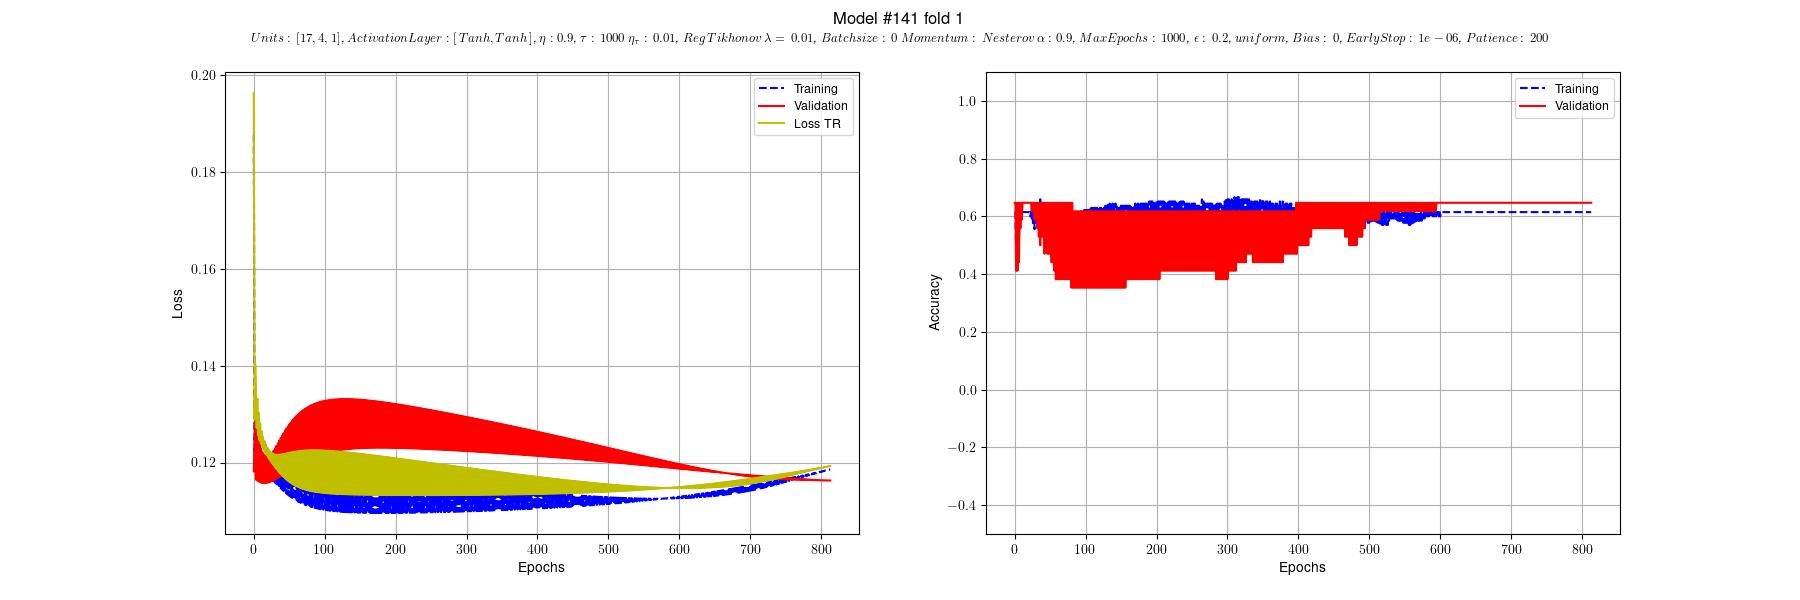 Model #141 fold 1
Units : [17, 4, 1], ActivationLayer : [Tanh, Tanh], η : 0.9, τ : 1000 ητ : 0.01, RegTikhonov λ = 0.01, Batchsize : 0 Momentum : Nesterov α : 0.9, MaxEpochs : 1000, ϵ : 0.2, uniform, Bias : 0, EarlyStop : 1e − 06, Patience : 200
0.20
0.18
0.16
0.14
0.12
Loss
0 100 200 300 400 500 600 700 800
Epochs
Training
Validation
Loss TR
1.0
0.8
0.6
0.4
0.2
0.0
−0.2
−0.4
Accuracy
0 100 200 300 400 500 600 700 800
Epochs
Training
Validation